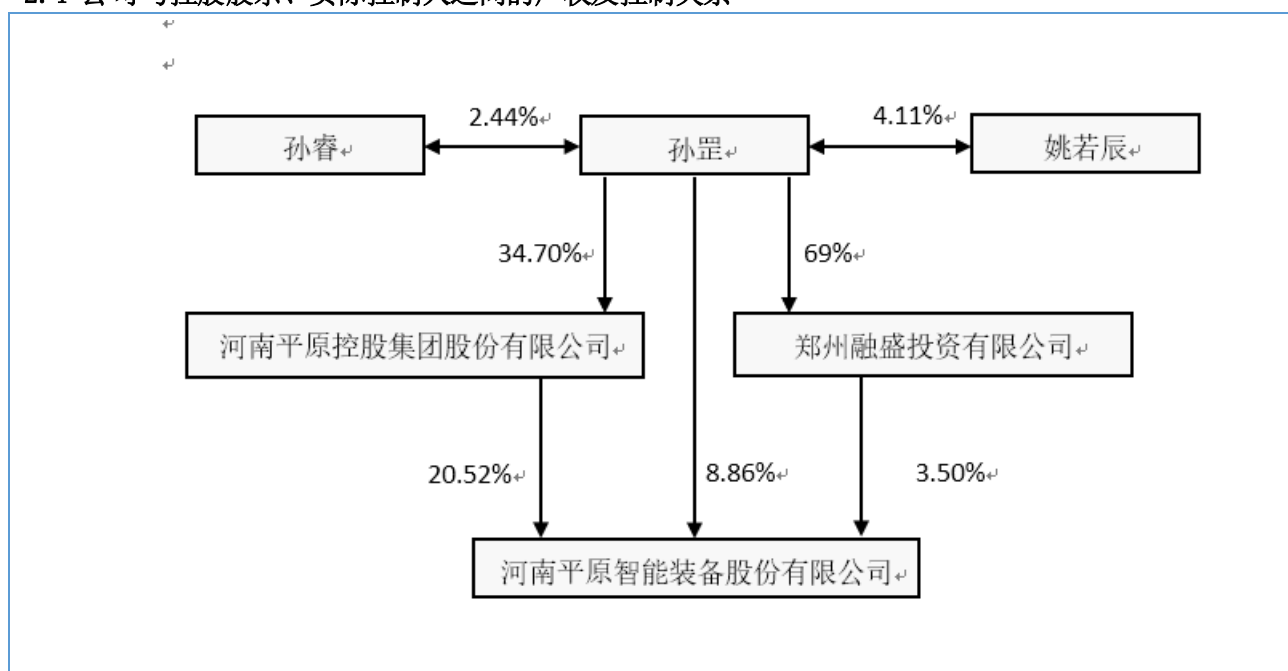 2.44%
4.11%
孙睿
孙罡
姚若辰
34.70%
69%
河南平原控股集团股份有限公司
郑州融盛投资有限公司
20.52%
8.86%
3.50%
河南平原智能装备股份有限公司